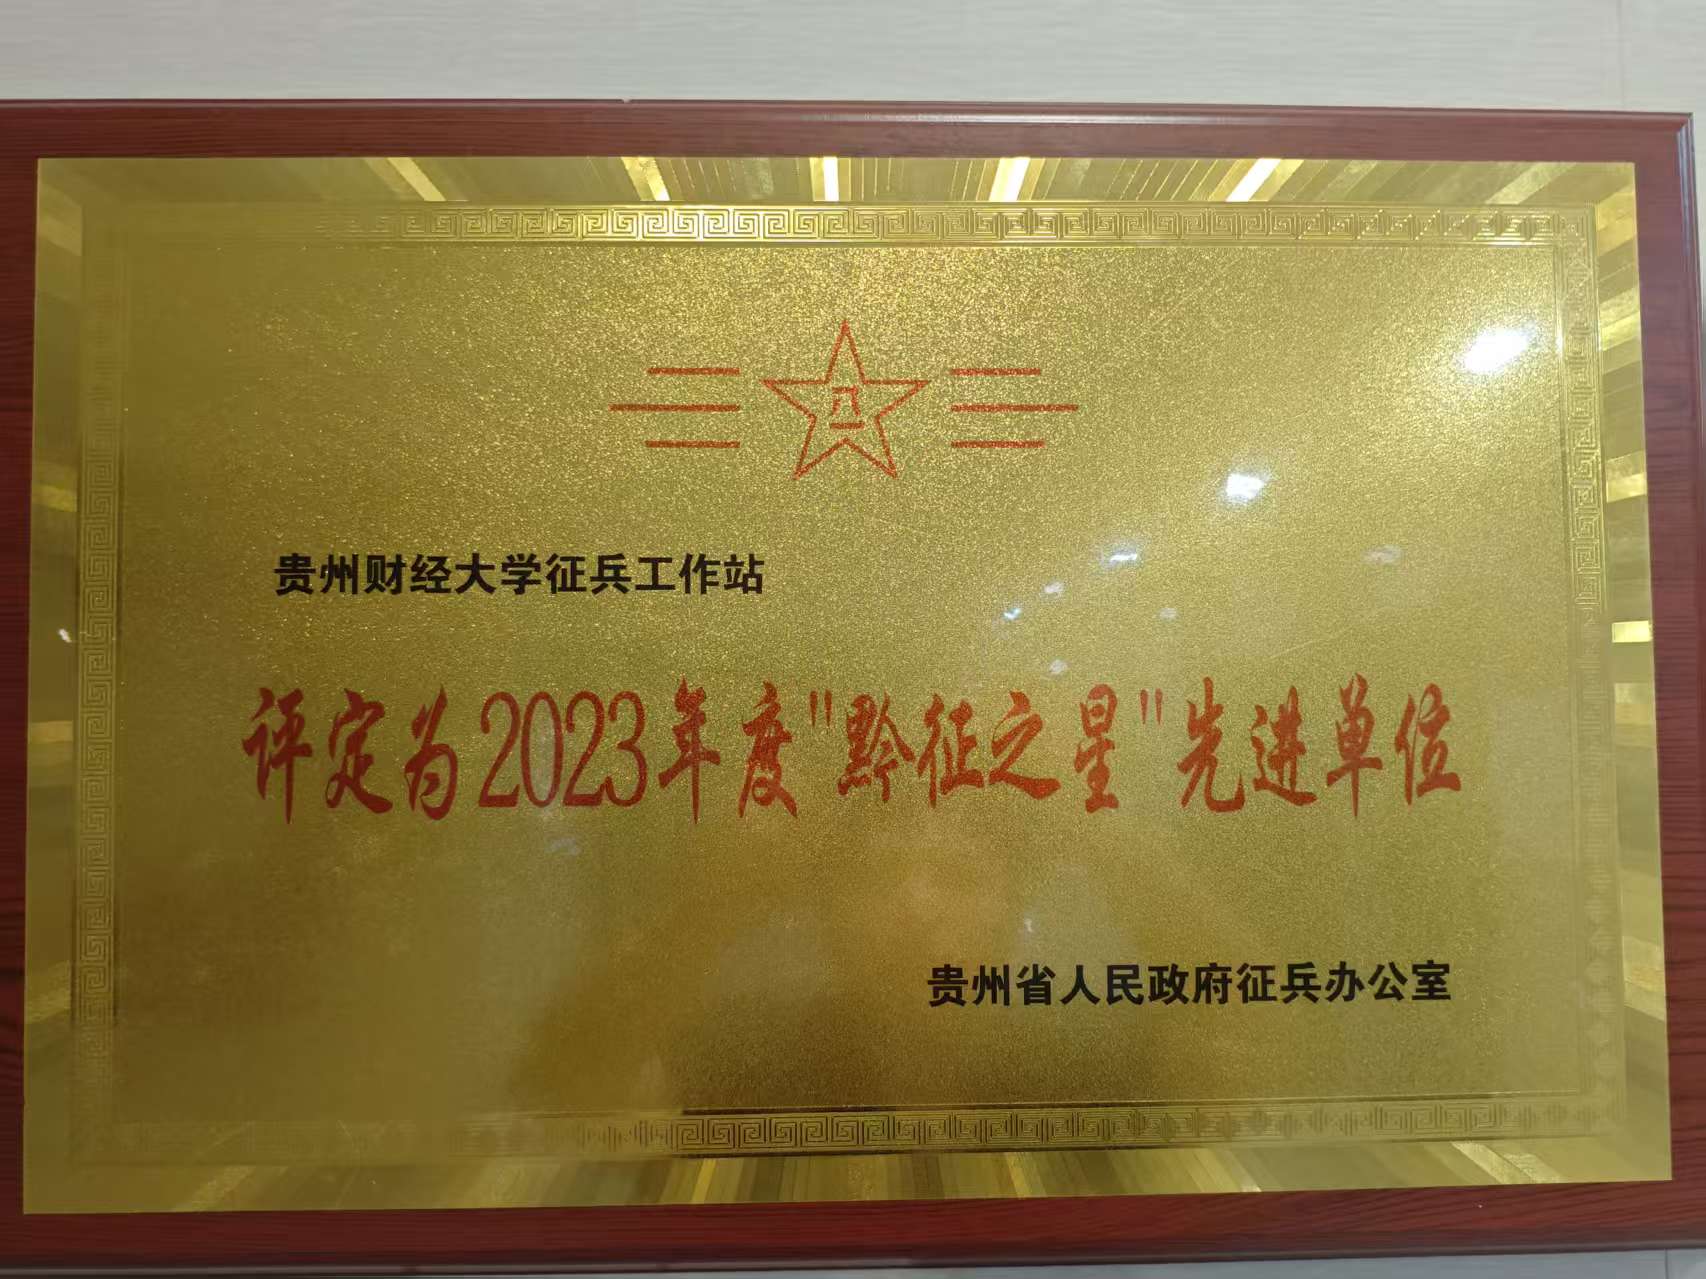 八一
贵州财经大学征兵工作站
评定为2023年度"黔征之星"先进单位
贵州省人民政府征兵办公室